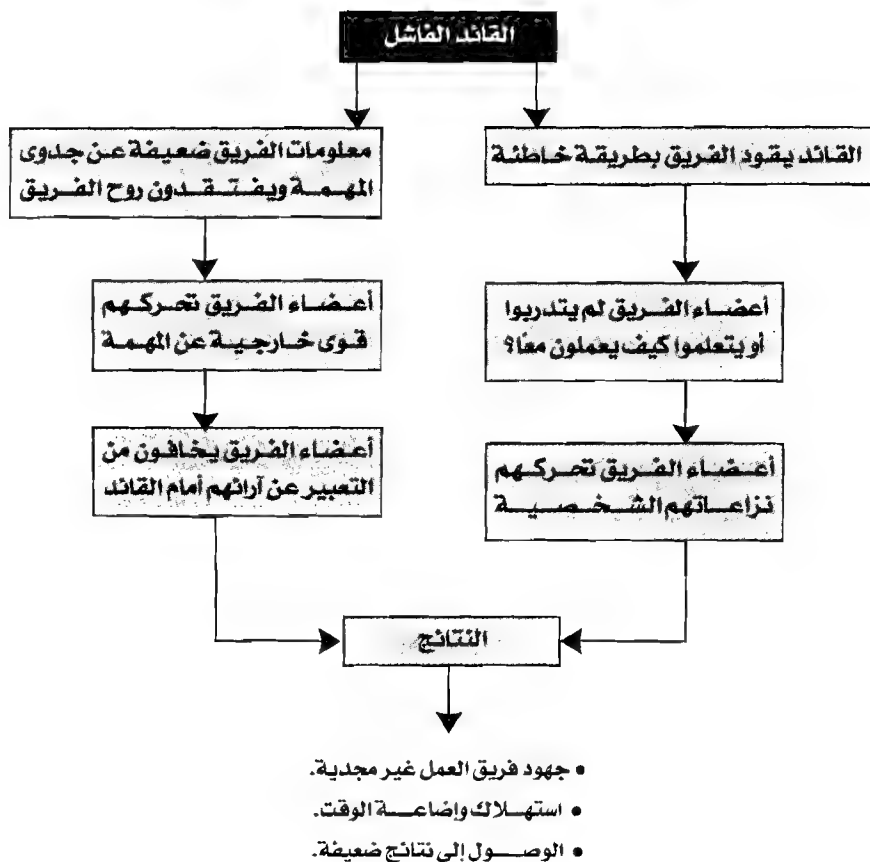 القائد الفاشل
القائد يقود الفريق بطريقة خاطئة
أعضاء الفريق لم يتدربوا
أو يتعلموا كيف يعملون معًا؟
أعضاء الفريق تحركهم
نزاعاتهم الشخصية
معلومات الفريق ضعيفة عن جدوى
المهمة ويفتقدون روح الفريق
أعضاء الفريق تحركهم
قوى خارجية عن المهمة
أعضاء الفريق يخافون من
التعبير عن آرائهم أمام القائد
النتائج
• جهود فريق العمل غير مجدية.
• استهلاك وإضاعة الوقت.
• الوصول إلى نتائج ضعيفة.